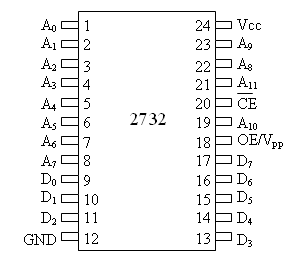 A₀ 1 24 Vcc
A₁ 2 23 A₉
A₂ 3 22 A₈
A₃ 4 21 A₁₁
A₄ 5 20 C̅E̅
A₅ 6 2732 19 A₁₀
A₆ 7 18 OE/Vₚₚ
A₇ 8 17 D₇
D₀ 9 16 D₆
D₁ 10 15 D₅
D₂ 11 14 D₄
GND 12 13 D₃